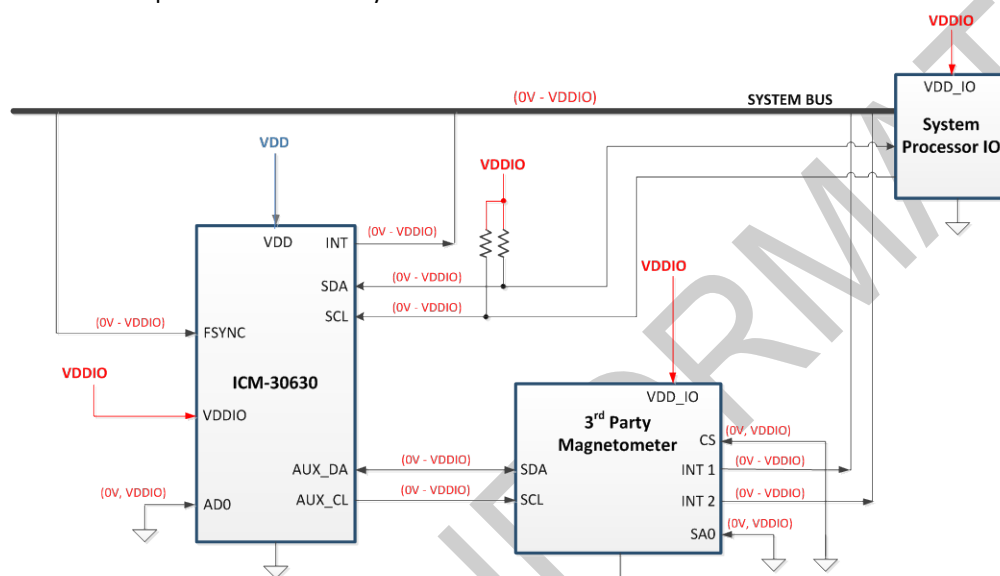 VDDIO
VDD_IO
System
Processor IO
(0V - VDDIO)
SYSTEM BUS
VDD
VDDIO
VDD
INT
(0V - VDDIO)
SDA
(0V - VDDIO)
SCL
(0V - VDDIO)
(0V - VDDIO)
FSYNC
ICM-30630
VDDIO
VDDIO
VDDIO
VDD_IO
3rd Party
Magnetometer
CS
(0V, VDDIO)
AUX_DA
(0V - VDDIO)
SDA
INT 1
(0V - VDDIO)
AUX_CL
(0V - VDDIO)
SCL
INT 2
(0V - VDDIO)
(0V, VDDIO)
AD0
SA0
(0V, VDDIO)